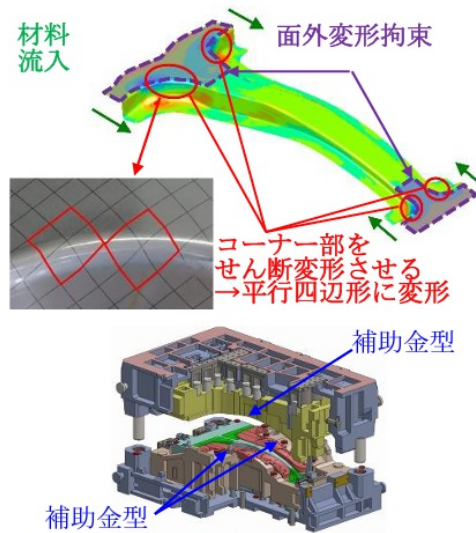 材料
流入
面外変形拘束
コーナー部を
せん断変形させる
→平行四辺形に変形
補助金型
補助金型